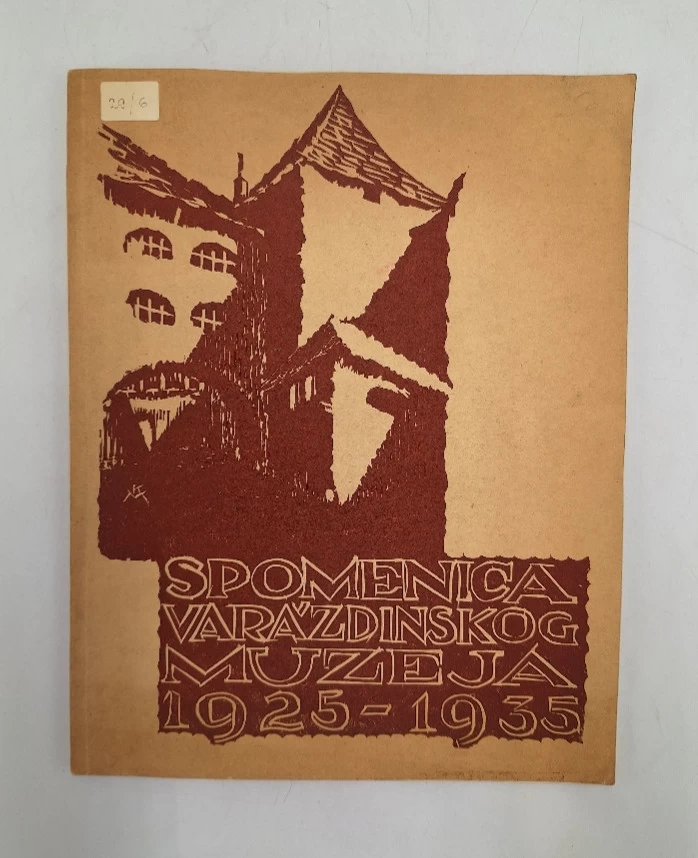 22/6
SPOMENICA
VARAŽDINSKOG
MUZEJA
1925-1935